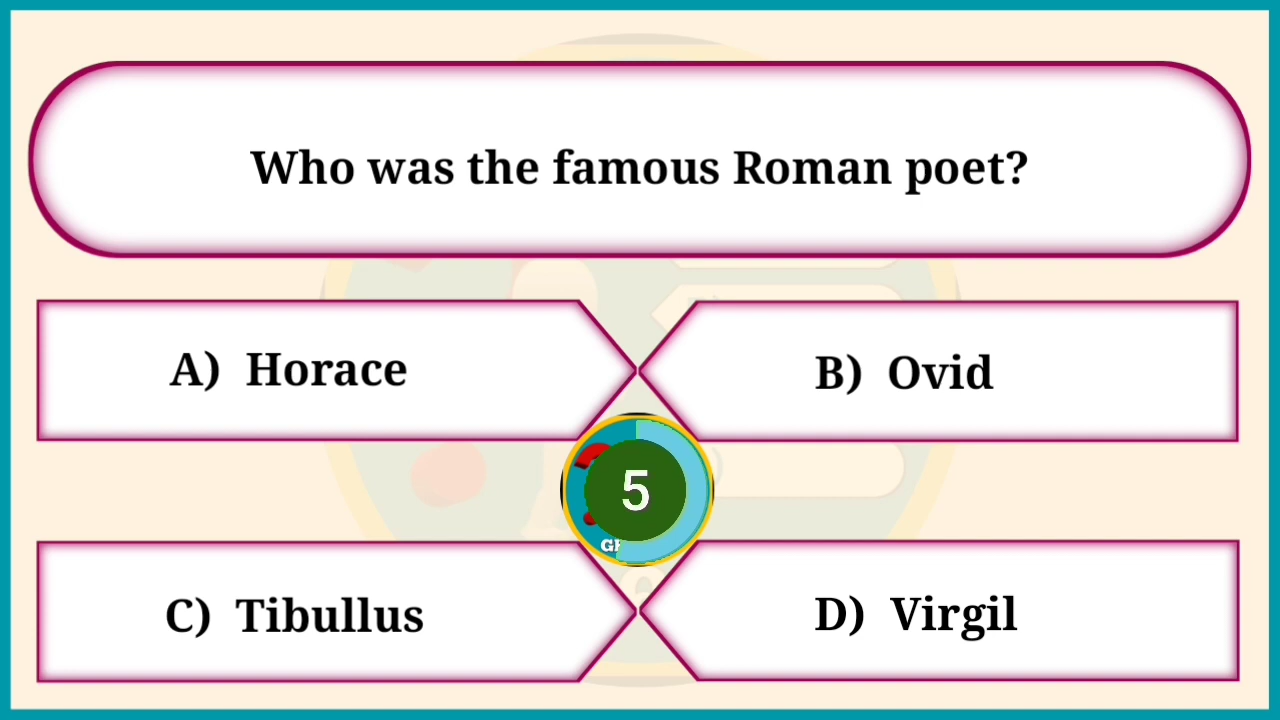 Who was the famous Roman poet?
A) Horace
B) Ovid
5
C) Tibullus
D) Virgil